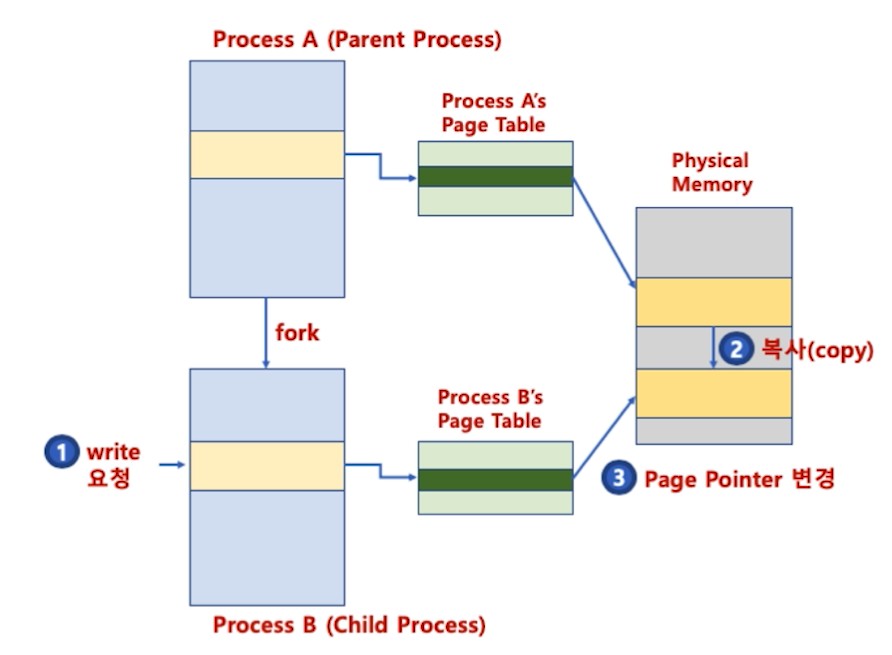 Process A (Parent Process)
Process A's
Page Table
Physical
Memory
fork
2 복사(copy)
Process B's
Page Table
1 write
요청
3 Page Pointer 변경
Process B (Child Process)